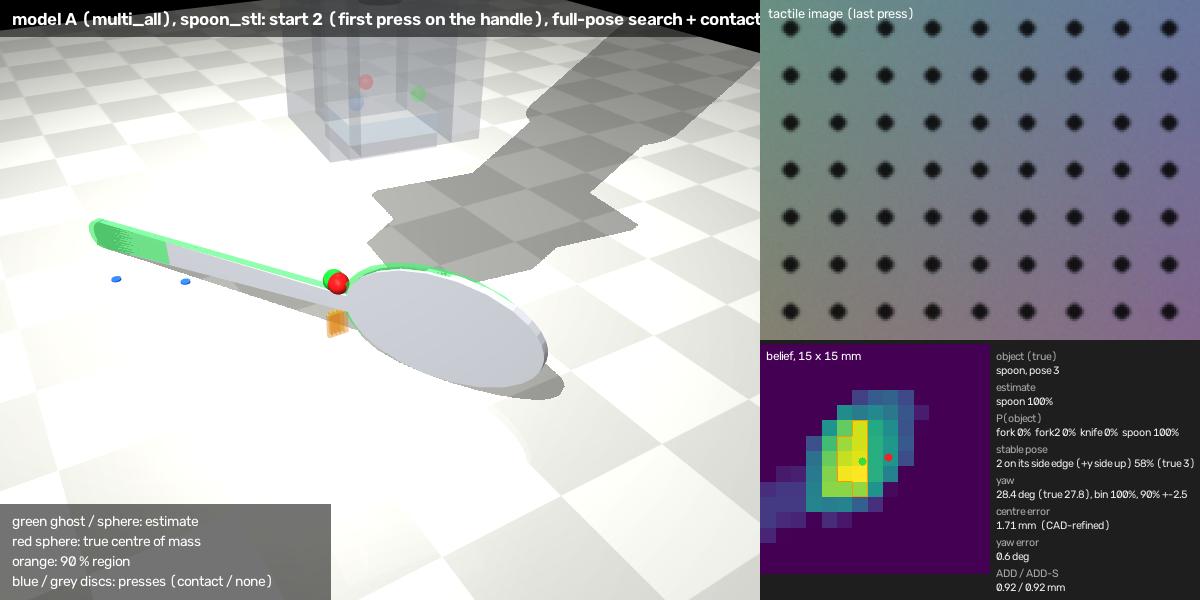 model A (multi_all), spoon_stl: start 2 (first press on the handle), full-pose search + contact
tactile image (last press)
belief, 15 x 15 mm
object (true)
spoon, pose 3
estimate
spoon 100%
P(object)
fork 0% fork2 0% knife 0% spoon 100%
stable pose
2 on its side edge (+y side up) 58% (true 3)
yaw
28.4 deg (true 27.8), bin 100%, 90% +-2.5
centre error
1.71 mm (CAD-refined)
yaw error
0.6 deg
ADD / ADD-S
0.92 / 0.92 mm
green ghost / sphere: estimate
red sphere: true centre of mass
orange: 90 % region
blue / grey discs: presses (contact / none)